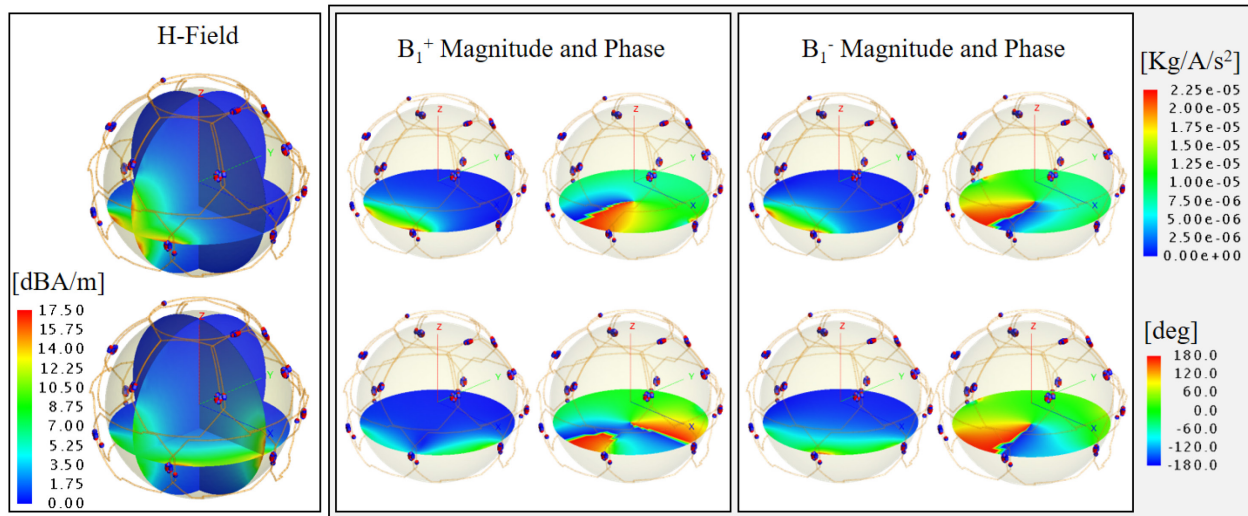 H-Field
B₁⁺ Magnitude and Phase
B₁⁻ Magnitude and Phase
[Kg/A/s²]
2.25e-05
2.00e-05
1.75e-05
1.50e-05
1.25e-05
1.00e-05
7.50e-06
5.00e-06
2.50e-06
0.00e+00
Z
Y
X
Z
Y
X
Z
Y
X
Z
Y
X
Z
Y
X
[dBA/m]
17.50
15.75
14.00
12.25
10.50
8.75
7.00
5.25
3.50
1.75
0.00
Z
Y
X
Z
Y
X
Z
Y
X
Z
Y
X
Z
Y
X
[deg]
180.0
120.0
60.0
0.0
-60.0
-120.0
-180.0